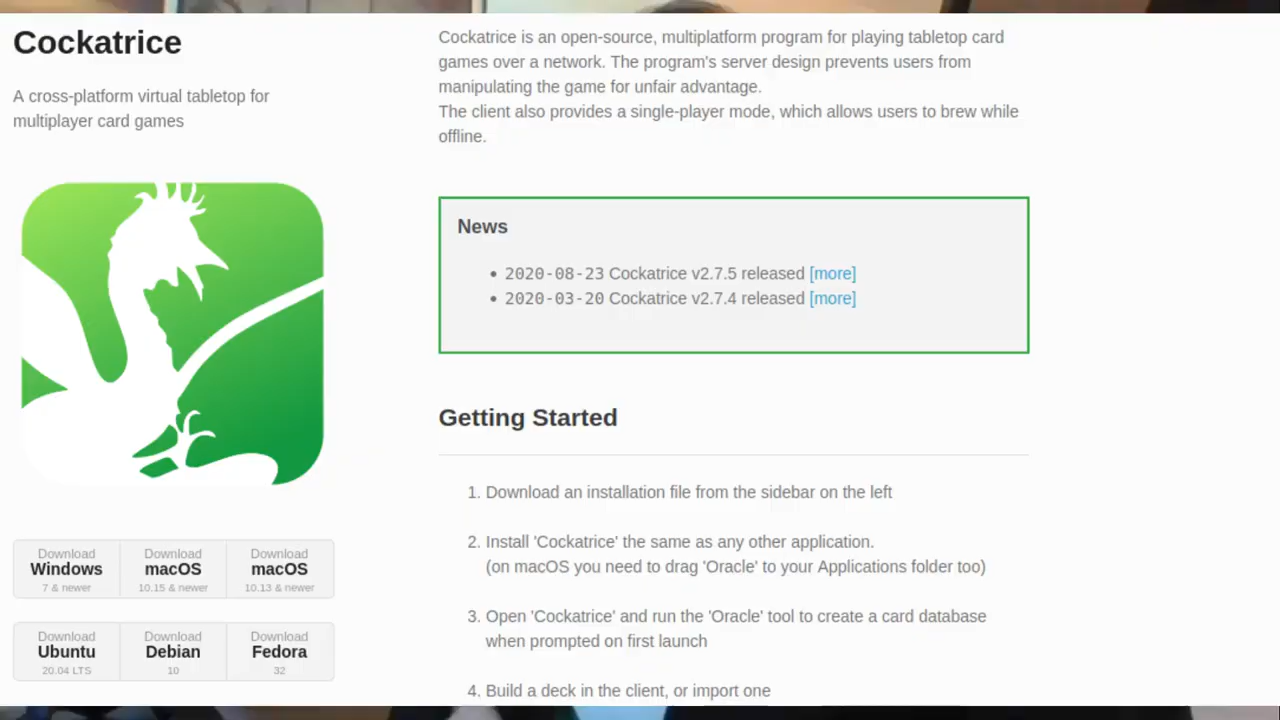 Cockatrice
A cross-platform virtual tabletop for
multiplayer card games
Download
Windows
7 & newer
Download
macOS
10.15 & newer
Download
macOS
10.13 & newer
Download
Ubuntu
20.04 LTS
Download
Debian
10
Download
Fedora
32
Cockatrice is an open-source, multiplatform program for playing tabletop card
games over a network. The program's server design prevents users from
manipulating the game for unfair advantage.
The client also provides a single-player mode, which allows users to brew while
offline.
News
• 2020-08-23 Cockatrice v2.7.5 released [more]
• 2020-03-20 Cockatrice v2.7.4 released [more]
Getting Started
1. Download an installation file from the sidebar on the left
2. Install 'Cockatrice' the same as any other application.
(on macOS you need to drag 'Oracle' to your Applications folder too)
3. Open 'Cockatrice' and run the 'Oracle' tool to create a card database
when prompted on first launch
4. Build a deck in the client, or import one